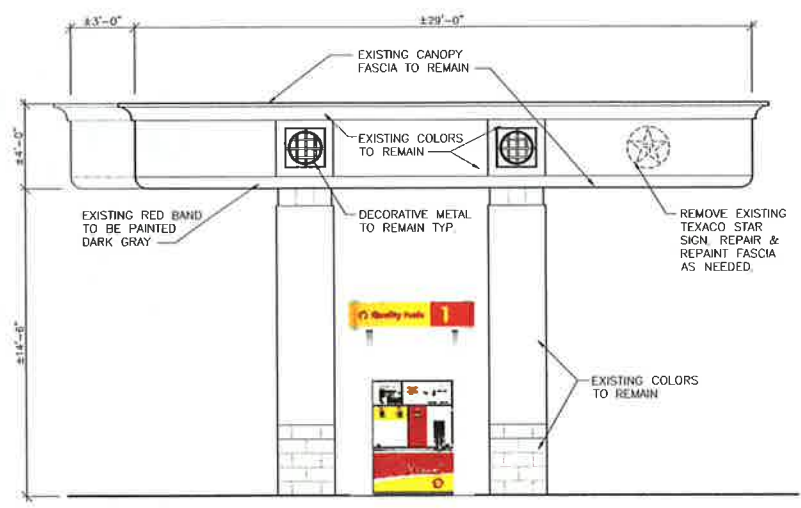 ±3'-0"
±29'-0"
EXISTING CANOPY
FASCIA TO REMAIN
±4'-0"
EXISTING COLORS
TO REMAIN
EXISTING RED BAND
TO BE PAINTED
DARK GRAY
DECORATIVE METAL
TO REMAIN TYP.
REMOVE EXISTING
TEXACO STAR
SIGN, REPAIR &
REPAINT FASCIA
AS NEEDED.
±14'-6"
Quality fuels 1
EXISTING COLORS
TO REMAIN